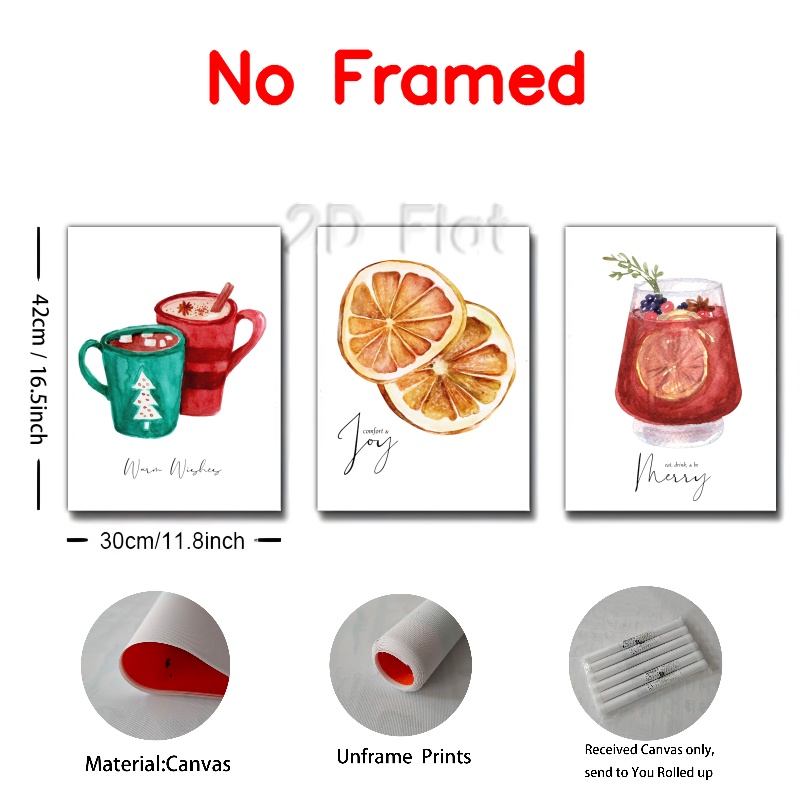 No Framed
2D Flat
42cm / 16.5inch
Warm Wishes
comfort &
Joy
eat, drink, & be
Merry
30cm/11.8inch
Material:Canvas
Unframe Prints
Received Canvas only,
send to You Rolled up